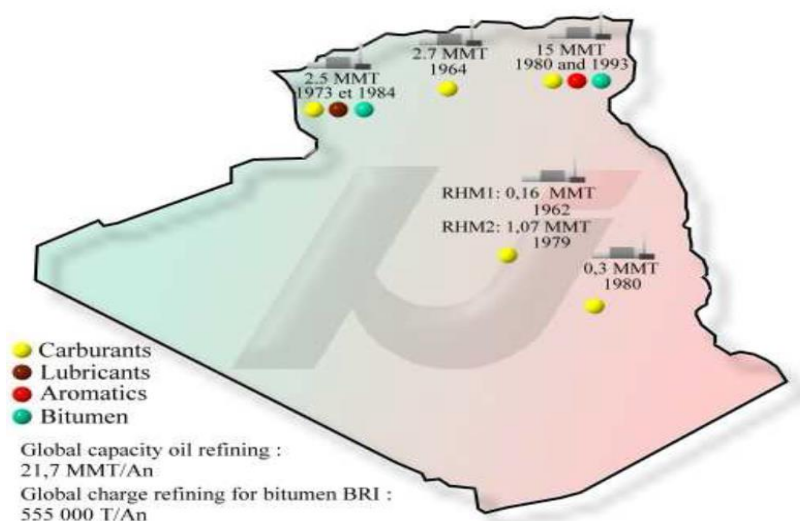 2.5 MMT
1973 et 1984
2.7 MMT
1964
15 MMT
1980 and 1993
RHM1: 0,16 MMT
1962
RHM2: 1,07 MMT
1979
0,3 MMT
1980
Carburants
Lubricants
Aromatics
Bitumen
Global capacity oil refining :
21,7 MMT/An
Global charge refining for bitumen BRI :
555 000 T/An